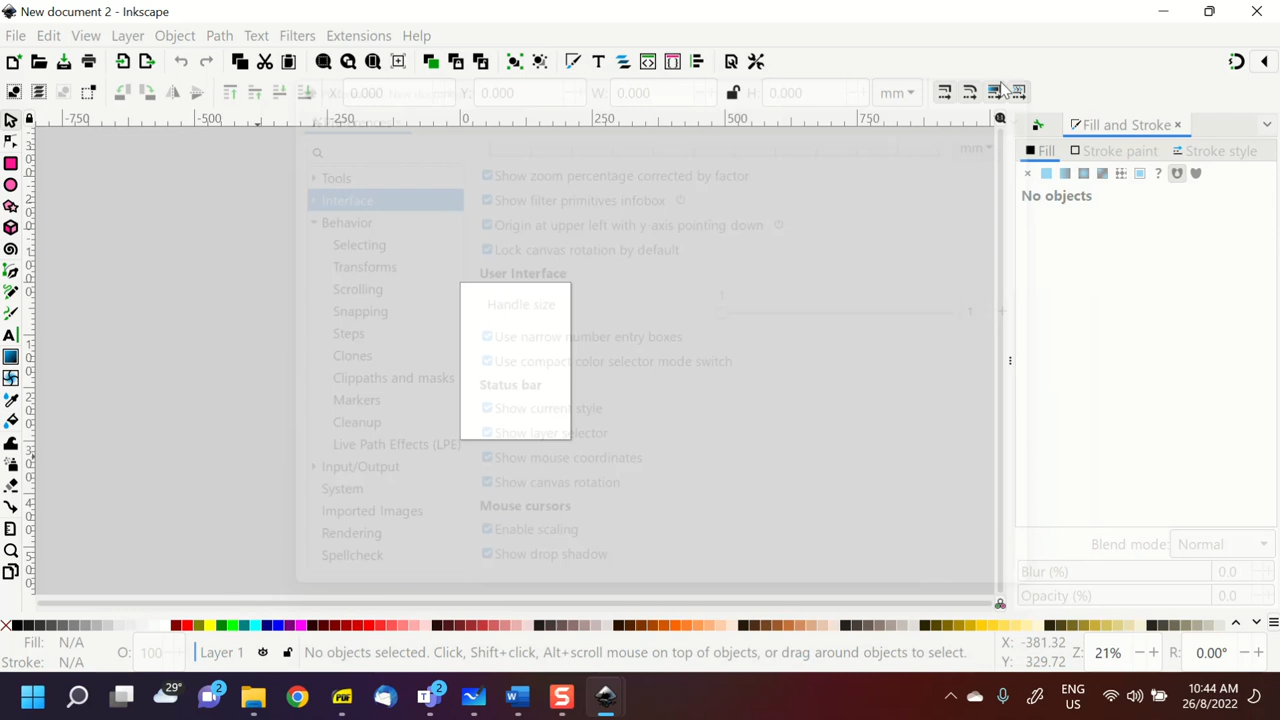 New document 2 - Inkscape
File Edit View Layer Object Path Text Filters Extensions Help
X: 0.000 Y: 0.000 W: 0.000 H: 0.000 mm
-750 -500 -250 0 250 500 750
Fill and Stroke
mm
Fill Stroke paint Stroke style
No objects
Tools
Interface
Behavior
Selecting
Transforms
Scrolling
Snapping
Steps
Clones
Clippaths and masks
Markers
Cleanup
Live Path Effects (LPE)
Input/Output
System
Imported Images
Rendering
Spellcheck
Show zoom percentage corrected by factor
Show filter primitives infobox
Origin at upper left with y-axis pointing down
Lock canvas rotation by default
User Interface
Handle size 1 1
Use narrow number entry boxes
Use compact color selector mode switch
Status bar
Show current style
Show layer selector
Show mouse coordinates
Show canvas rotation
Mouse cursors
Enable scaling
Show drop shadow
Blend mode: Normal
Blur (%) 0.0
Opacity (%) 0.0
Fill: N/A
Stroke: N/A
O: 100
Layer 1
No objects selected. Click, Shift+click, Alt+scroll mouse on top of objects, or drag around objects to select.
X: -381.32
Y: 329.72
Z: 21%
R: 0.00°
29°
2
2
ENG
US
10:44 AM
26/8/2022